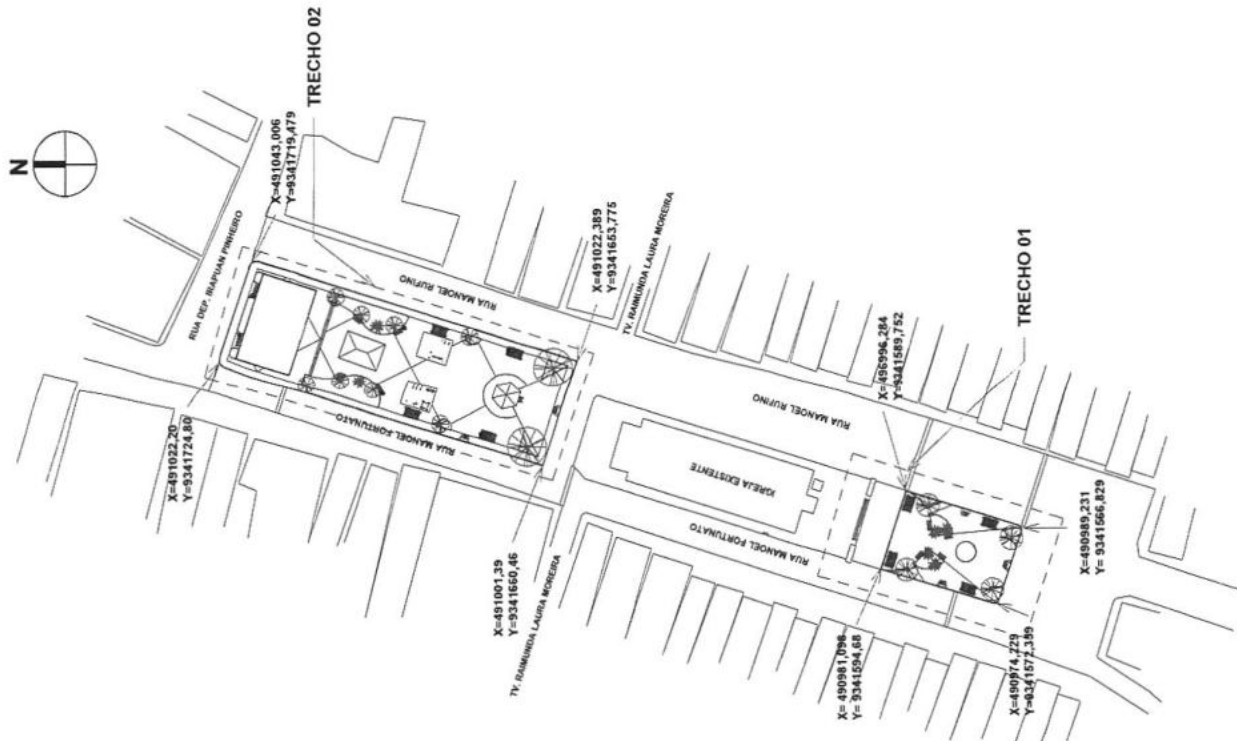 N
TRECHO 02
X=491043,006
Y=9341719,479
RUA DEP. IRAPUAN PINHEIRO
X=491022,20
Y=9341724,80
RUA MANOEL RUFINO
RUA MANOEL FORTUNATO
X=491022,389
Y=9341653,775
TV. RAIMUNDA LAURA MOREIRA
X=491001,39
Y=9341660,46
TV. RAIMUNDA LAURA MOREIRA
RUA MANOEL RUFINO
IGREJA EXISTENTE
RUA MANOEL FORTUNATO
X=496996,284
Y=9341589,752
TRECHO 01
X= 490981,096
Y= 9341594,68
X=490989,231
Y= 9341566,829
X=490974,229
Y=9341572,359